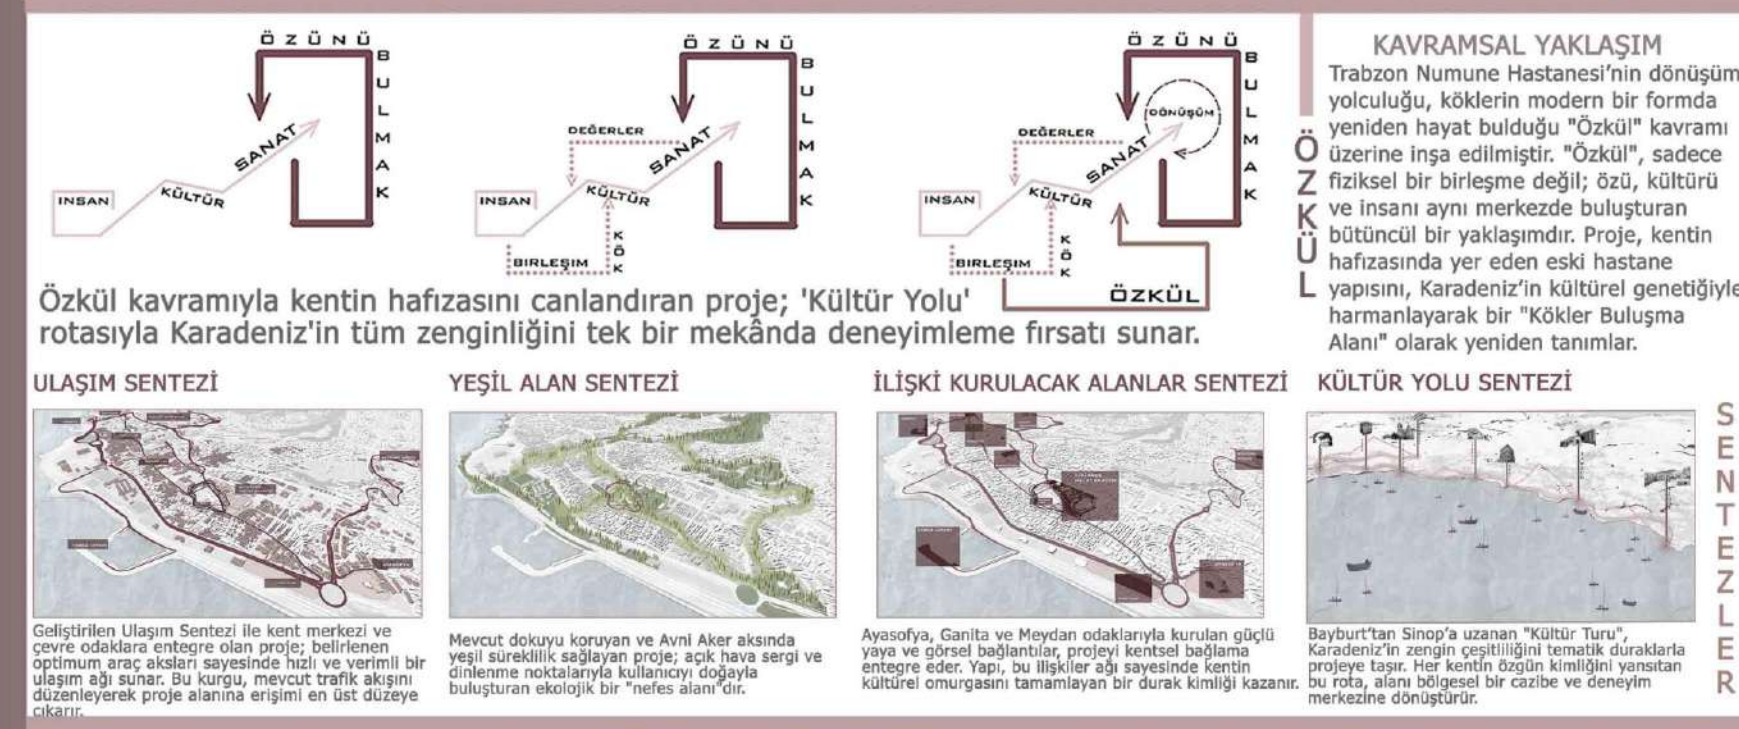 ÖZÜNÜ
BULMAK
SANAT
KÜLTÜR
INSAN
ÖZÜNÜ
BULMAK
DEĞERLER
SANAT
KÜLTÜR
INSAN
KÖK
BIRLEŞIM
ÖZÜNÜ
BULMAK
DÖNÜŞÜM
DEĞERLER
SANAT
KÜLTÜR
INSAN
KÖK
BIRLEŞIM
ÖZKÜL
Özkül kavramıyla kentin hafızasını canlandıran proje; 'Kültür Yolu'
rotasıyla Karadeniz'in tüm zenginliğini tek bir mekânda deneyimleme fırsatı sunar.
ÖZKÜL
KAVRAMSAL YAKLAŞIM
Trabzon Numune Hastanesi’nin dönüşüm
yolculuğu, köklerin modern bir formda
yeniden hayat bulduğu "Özkül" kavramı
üzerine inşa edilmiştir. "Özkül", sadece
fiziksel bir birleşme değil; özü, kültürü
ve insanı aynı merkezde buluşturan
bütüncül bir yaklaşımdır. Proje, kentin
hafızasında yer eden eski hastane
yapısını, Karadeniz’in kültürel genetiğiyle
harmanlayarak bir "Kökler Buluşma
Alanı" olarak yeniden tanımlar.
ULAŞIM SENTEZİ
Geliştirilen Ulaşım Sentezi ile kent merkezi ve
çevre odaklara entegre olan proje; belirlenen
optimum araç aksları sayesinde hızlı ve verimli bir
ulaşım ağı sunar. Bu kurgu, mevcut trafik akışını
düzenleyerek proje alanına erişimi en üst düzeye
çıkarır.
YEŞİL ALAN SENTEZİ
Mevcut dokuyu koruyan ve Avni Aker aksında
yeşil süreklilik sağlayan proje; açık hava sergi ve
dinlenme noktalarıyla kullanıcıyı doğayla
buluşturan ekolojik bir "nefes alanı"dır.
İLİŞKİ KURULACAK ALANLAR SENTEZİ
Ayasofya, Ganita ve Meydan odaklarıyla kurulan güçlü
yaya ve görsel bağlantılar, projeyi kentsel bağlama
entegre eder. Yapı, bu ilişkiler ağı sayesinde kentin
kültürel omurgasını tamamlayan bir durak kimliği kazanır.
KÜLTÜR YOLU SENTEZİ
Bayburt’tan Sinop’a uzanan "Kültür Turu",
Karadeniz’in zengin çeşitliliğini tematik duraklarla
projeye taşır. Her kentin özgün kimliğini yansıtan
bu rota, alanı bölgesel bir cazibe ve deneyim
merkezine dönüştürür.
SENTEZLER